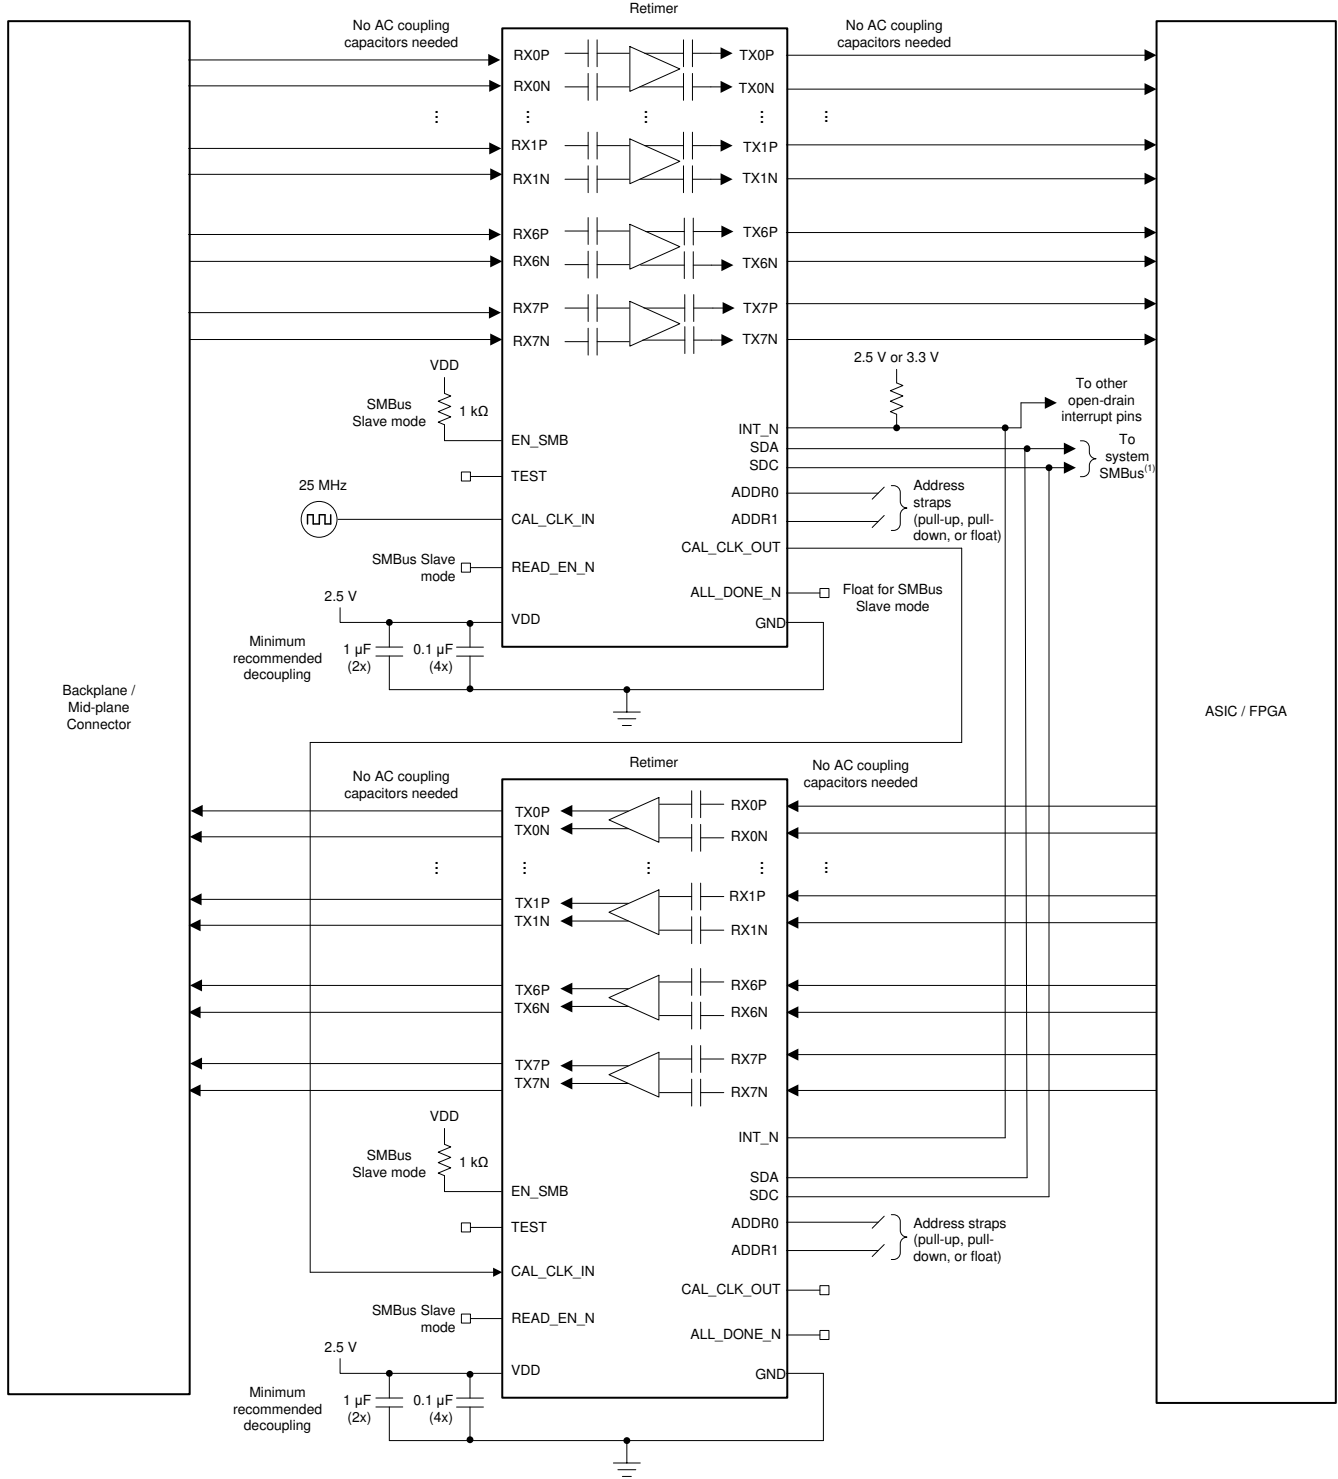 Retimer
No AC coupling
capacitors needed
No AC coupling
capacitors needed
RX0P
TX0P
RX0N
TX0N
...
...
...
...
...
RX1P
TX1P
RX1N
TX1N
RX6P
TX6P
RX6N
TX6N
RX7P
TX7P
RX7N
TX7N
VDD
SMBus
Slave mode
1 kΩ
EN_SMB
TEST
25 MHz
CAL_CLK_IN
SMBus Slave
mode
READ_EN_N
2.5 V
VDD
Minimum
recommended
decoupling
1 µF
(2x)
0.1 µF
(4x)
2.5 V or 3.3 V
To other
open-drain
interrupt pins
INT_N
SDA
SDC
To
system
SMBus(1)
ADDR0
ADDR1
Address
straps
(pull-up, pull-
down, or float)
CAL_CLK_OUT
ALL_DONE_N
Float for SMBus
Slave mode
GND
Backplane /
Mid-plane
Connector
ASIC / FPGA
Retimer
No AC coupling
capacitors needed
No AC coupling
capacitors needed
TX0P
RX0P
TX0N
RX0N
...
...
...
...
...
TX1P
RX1P
TX1N
RX1N
TX6P
RX6P
TX6N
RX6N
TX7P
RX7P
TX7N
RX7N
VDD
SMBus
Slave mode
1 kΩ
EN_SMB
TEST
CAL_CLK_IN
SMBus Slave
mode
READ_EN_N
2.5 V
VDD
Minimum
recommended
decoupling
1 µF
(2x)
0.1 µF
(4x)
INT_N
SDA
SDC
ADDR0
ADDR1
Address straps
(pull-up, pull-
down, or float)
CAL_CLK_OUT
ALL_DONE_N
GND